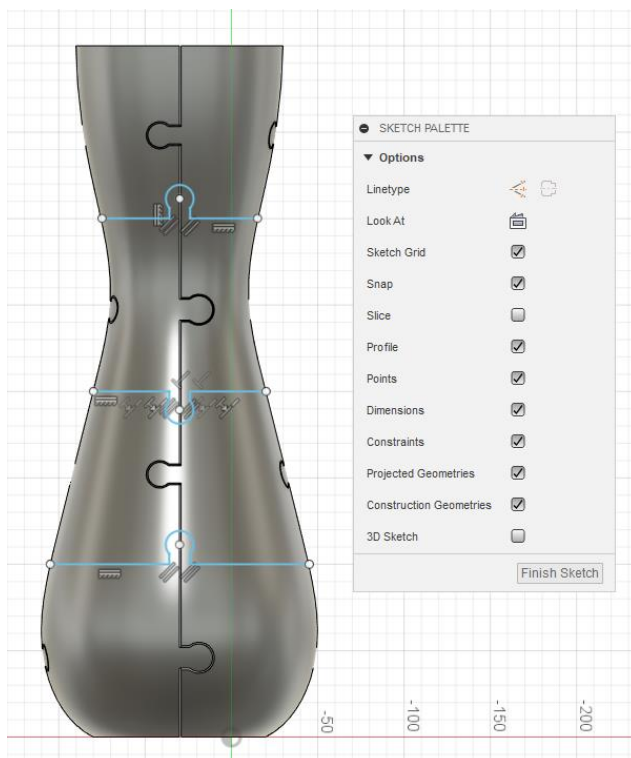 SKETCH PALETTE
Options
Linetype
Look At
Sketch Grid
Snap
Slice
Profile
Points
Dimensions
Constraints
Projected Geometries
Construction Geometries
3D Sketch
Finish Sketch
-50
-100
-150
-200